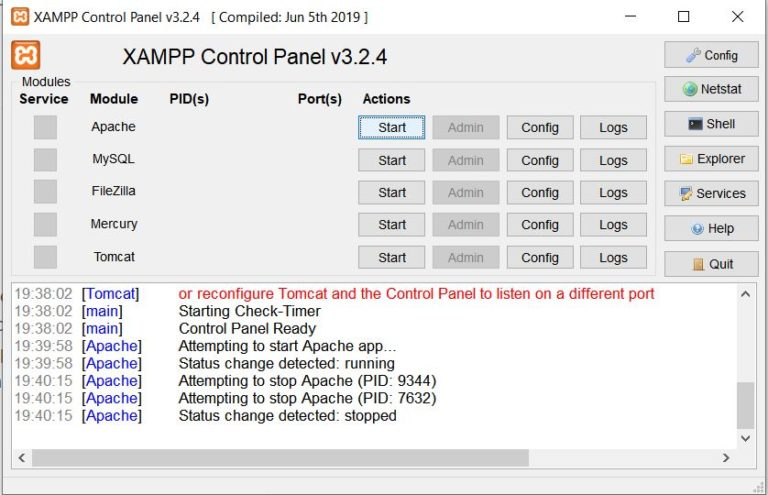 XAMPP Control Panel v3.2.4 [ Compiled: Jun 5th 2019 ]
XAMPP Control Panel v3.2.4
Config
Modules
Service Module PID(s) Port(s) Actions
Netstat
Apache Start Admin Config Logs
Shell
MySQL Start Admin Config Logs
Explorer
FileZilla Start Admin Config Logs
Services
Mercury Start Admin Config Logs
Help
Tomcat Start Admin Config Logs
Quit
19:38:02 [Tomcat] or reconfigure Tomcat and the Control Panel to listen on a different port
19:38:02 [main] Starting Check-Timer
19:38:02 [main] Control Panel Ready
19:39:58 [Apache] Attempting to start Apache app...
19:39:58 [Apache] Status change detected: running
19:40:15 [Apache] Attempting to stop Apache (PID: 9344)
19:40:15 [Apache] Attempting to stop Apache (PID: 7632)
19:40:15 [Apache] Status change detected: stopped